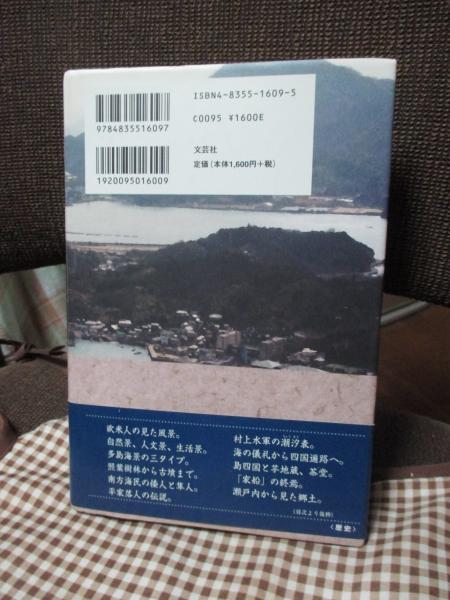 ISBN4-8355-1609-5
C0095 ¥1600E
9784835516097
文芸社
定価(本体1,600円+税)
1920095016009
欧米人の見た風景。
自然景、人文景、生活景。
多島海景の三タイプ。
照葉樹林から古墳まで。
南方海民の倭人と隼人。
平家落人の伝説。
村上水軍の潮汐表。
海の儀礼から四国遍路へ。
島四国と芋地蔵、茶堂。
「家船」の終焉。
瀬戸内から見た郷土。
(目次より抜粋)
〈歴史〉